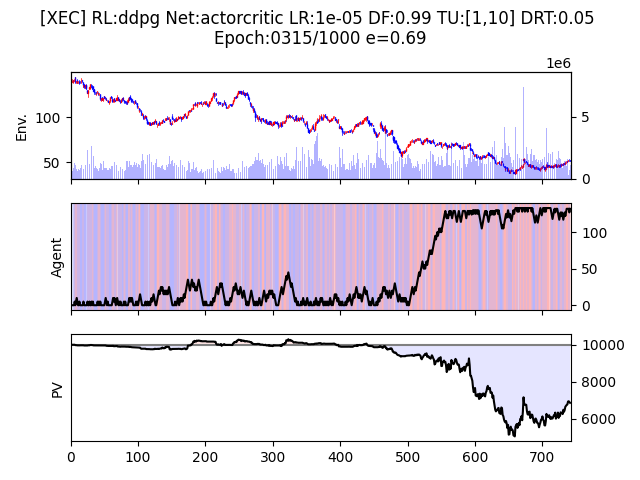 [XEC] RL:ddpg Net:actorcritic LR:1e-05 DF:0.99 TU:[1,10] DRT:0.05
Epoch:0315/1000 e=0.69
1e6
Env.
100
50
5
0
Agent
100
50
0
PV
10000
8000
6000
0 100 200 300 400 500 600 700